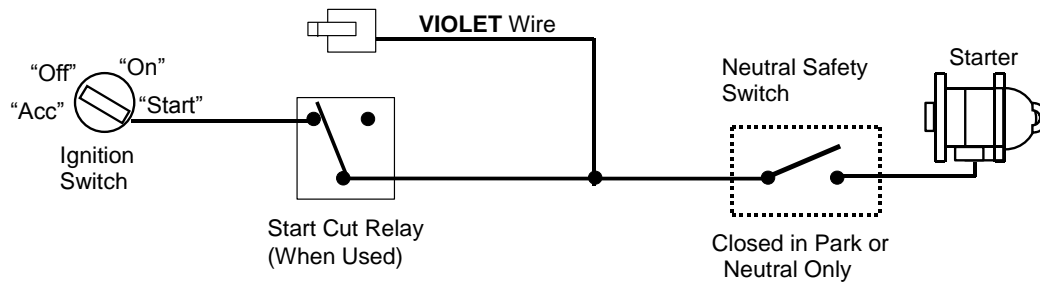 VIOLET Wire
“Off”
“On”
“Acc”
“Start”
Ignition
Switch
Start Cut Relay
(When Used)
Neutral Safety
Switch
Closed in Park or
Neutral Only
Starter